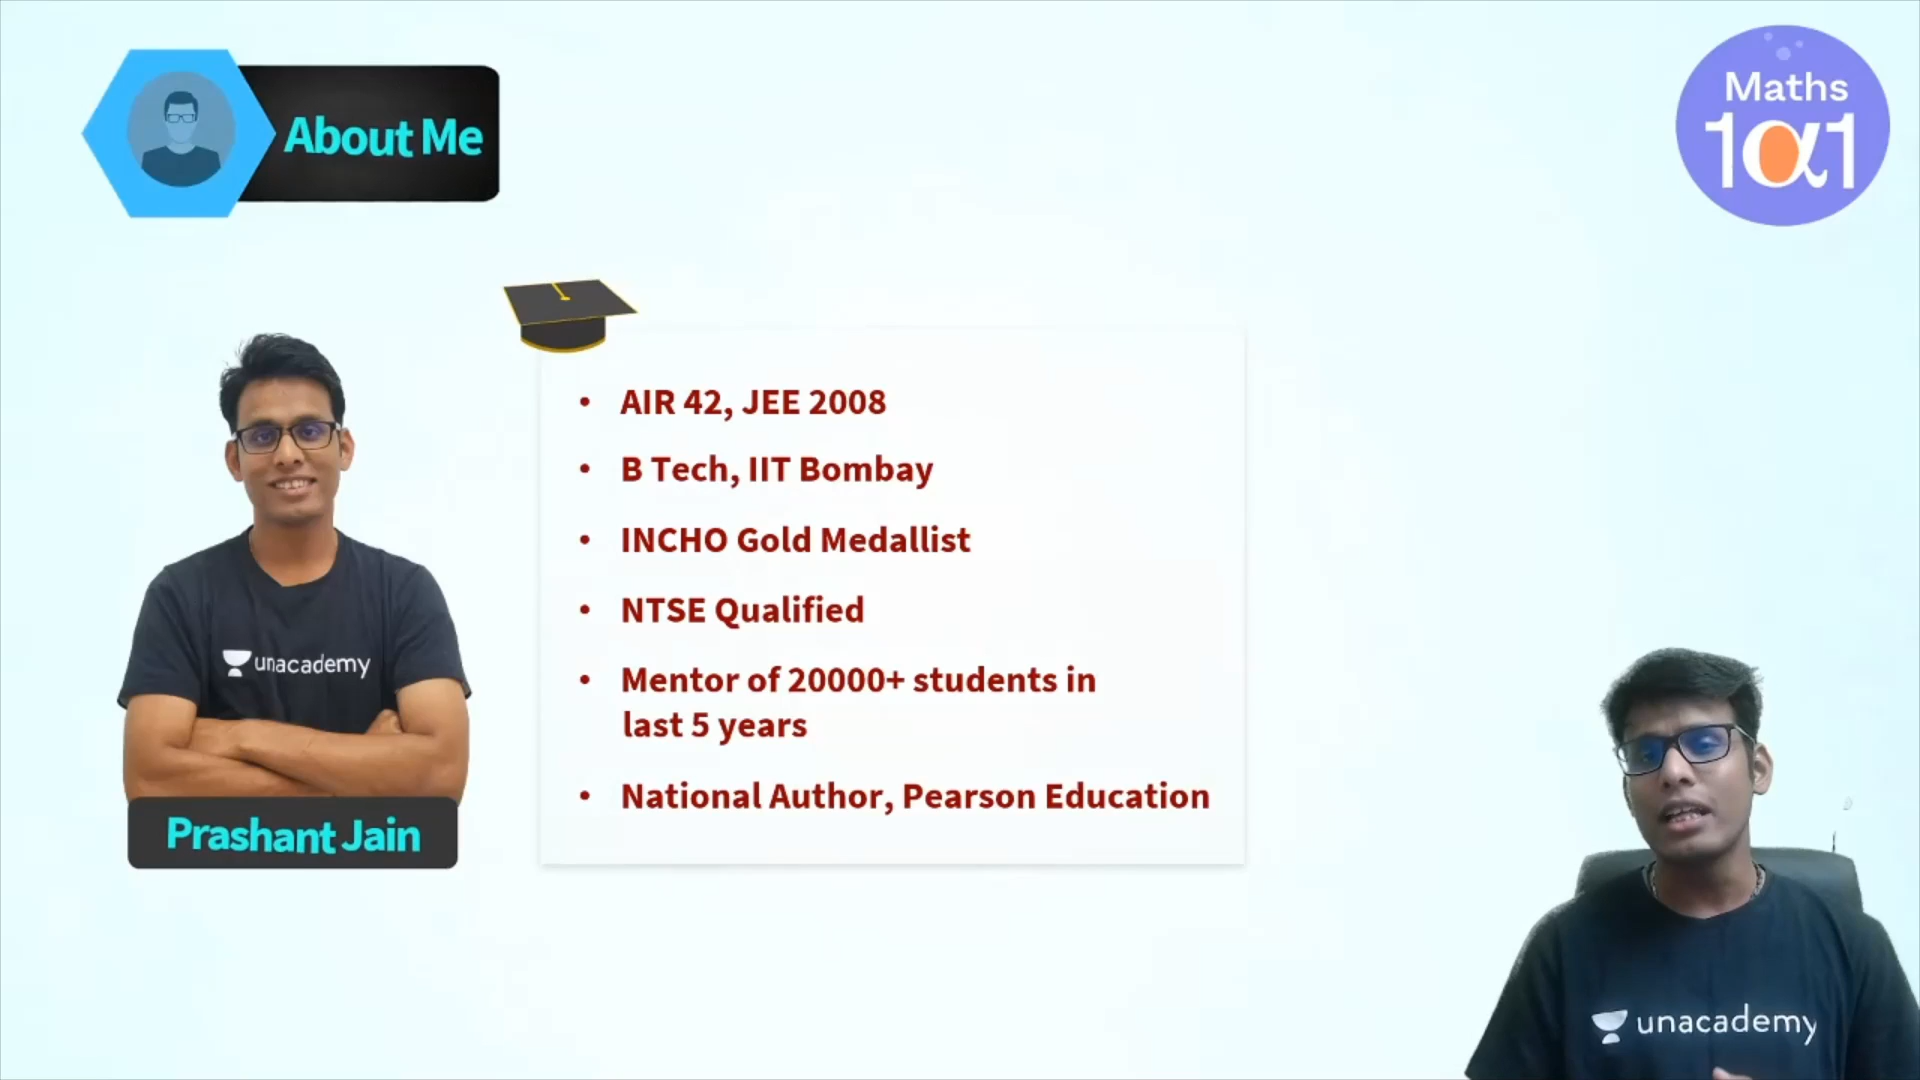 About Me
Maths
1α1
AIR 42, JEE 2008
B Tech, IIT Bombay
INCHO Gold Medallist
NTSE Qualified
Mentor of 20000+ students in
last 5 years
National Author, Pearson Education
unacademy
Prashant Jain
unacademy